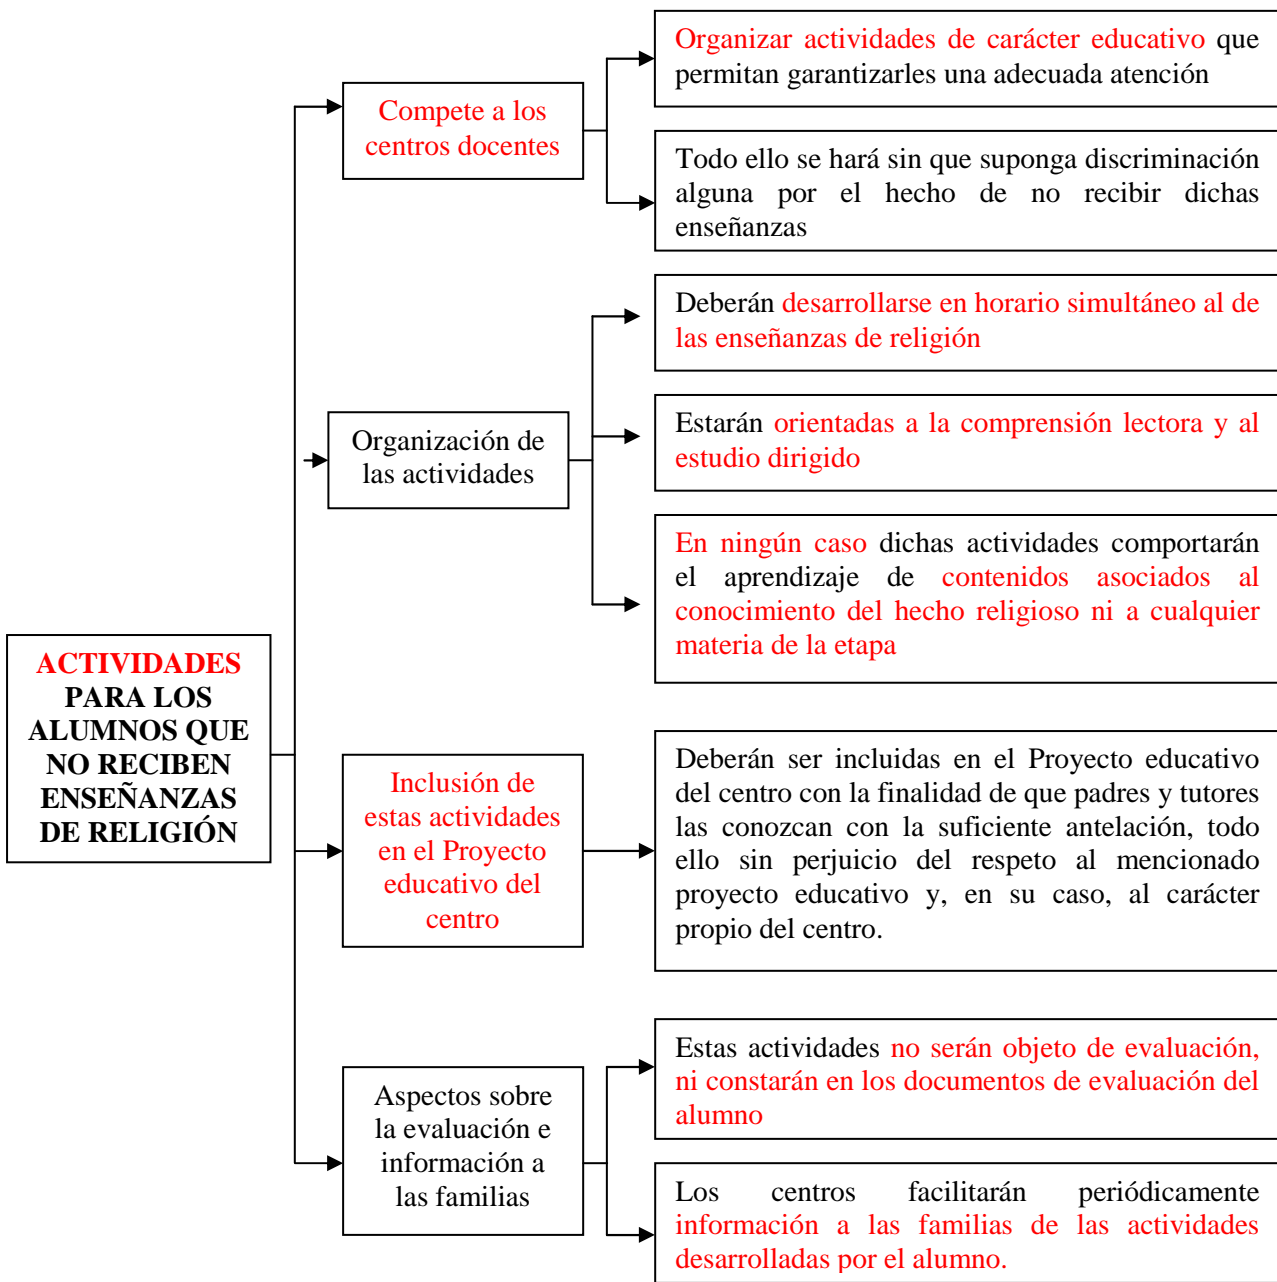 Organizar actividades de carácter educativo que
permitan garantizarles una adecuada atención
Compete a los
centros docentes
Todo ello se hará sin que suponga discriminación
alguna por el hecho de no recibir dichas
enseñanzas
Deberán desarrollarse en horario simultáneo al de
las enseñanzas de religión
Organización de
las actividades
Estarán orientadas a la comprensión lectora y al
estudio dirigido
En ningún caso dichas actividades comportarán
el aprendizaje de contenidos asociados al
conocimiento del hecho religioso ni a cualquier
materia de la etapa
ACTIVIDADES
PARA LOS
ALUMNOS QUE
NO RECIBEN
ENSEÑANZAS
DE RELIGIÓN
Inclusión de
estas actividades
en el Proyecto
educativo del
centro
Deberán ser incluidas en el Proyecto educativo
del centro con la finalidad de que padres y tutores
las conozcan con la suficiente antelación, todo
ello sin perjuicio del respeto al mencionado
proyecto educativo y, en su caso, al carácter
propio del centro.
Aspectos sobre
la evaluación e
información a
las familias
Estas actividades no serán objeto de evaluación,
ni constarán en los documentos de evaluación del
alumno
Los centros facilitarán periódicamente
información a las familias de las actividades
desarrolladas por el alumno.